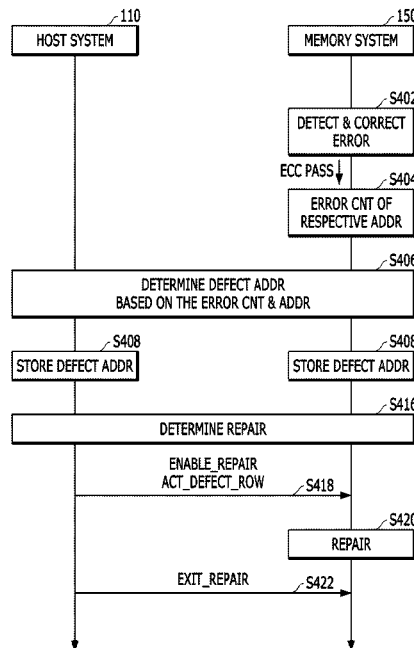 110
150
HOST SYSTEM
MEMORY SYSTEM
S402
DETECT & CORRECT
ERROR
ECC PASS
S404
ERROR CNT OF
RESPECTIVE ADDR
S406
DETERMINE DEFECT ADDR
BASED ON THE ERROR CNT & ADDR
S408
S408
STORE DEFECT ADDR
STORE DEFECT ADDR
S416
DETERMINE REPAIR
ENABLE_REPAIR
ACT_DEFECT_ROW
S418
S420
REPAIR
EXIT_REPAIR
S422